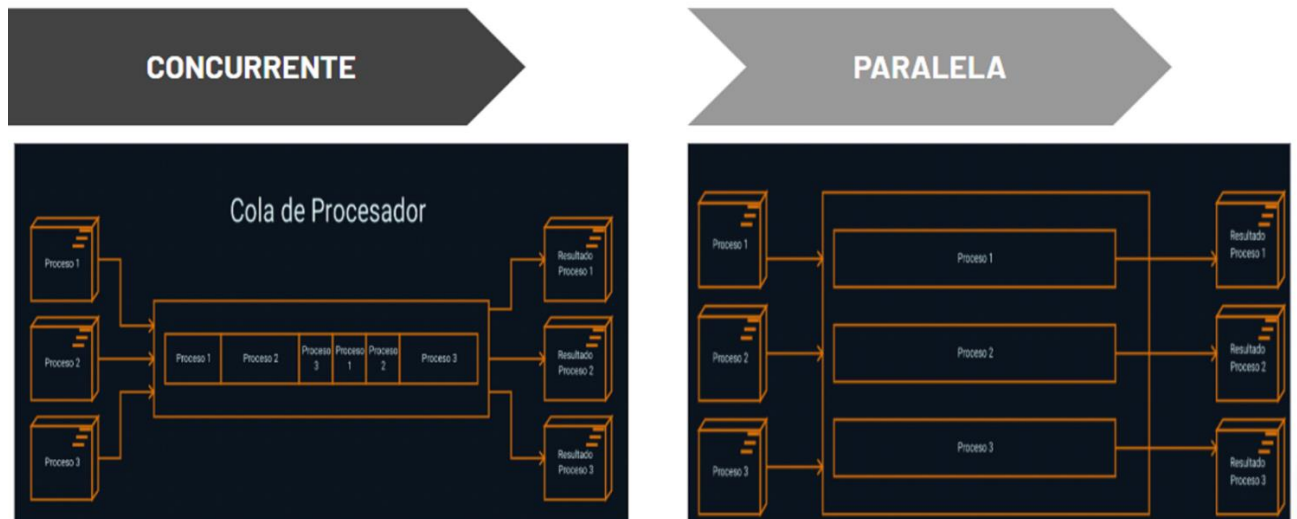 CONCURRENTE
Cola de Procesador
Proceso 1
Proceso 2
Proceso 3
Proceso 1
Proceso 2
Proceso
3
Proceso
1
Proceso
2
Proceso 3
Resultado
Proceso 1
Resultado
Proceso 2
Resultado
Proceso 3
PARALELA
Proceso 1
Proceso 2
Proceso 3
Proceso 1
Proceso 2
Proceso 3
Resultado
Proceso 1
Resultado
Proceso 2
Resultado
Proceso 3